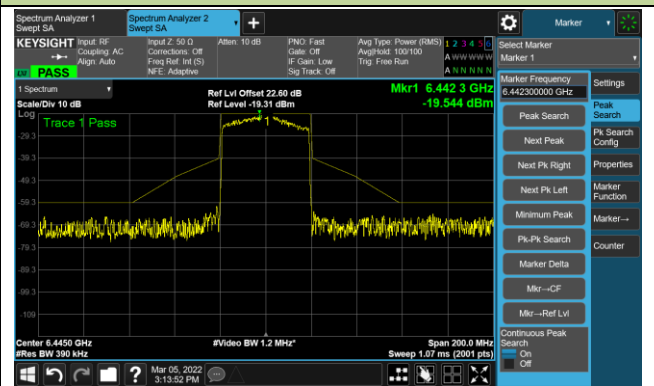 Spectrum Analyzer 1
Swept SA
Spectrum Analyzer 2
Swept SA
Marker
KEYSIGHT
Input: RF
Coupling: AC
Align: Auto
PASS
Input Z: 50 Ω
Corrections: Off
Freq Ref: Int (S)
NFE: Adaptive
Atten: 10 dB
PNO: Fast
Gate: Off
IF Gain: Low
Sig Track: Off
Avg Type: Power (RMS)
Avg|Hold: 100/100
Trig: Free Run
1 2 3 4 5 6
A W W W W W
A N N N N N
Select Marker
Marker 1
1 Spectrum
Scale/Div 10 dB
Ref Lvl Offset 22.60 dB
Ref Level -19.31 dBm
Mkr1 6.442 3 GHz
-19.544 dBm
Log
Trace 1 Pass
1
-29.3
-39.3
-49.3
-59.3
-69.3
-79.3
-89.3
-99.3
-109
Center 6.4450 GHz
#Res BW 390 kHz
#Video BW 1.2 MHz*
Span 200.0 MHz
Sweep 1.07 ms (2001 pts)
Marker Frequency
6.442300000 GHz
Peak Search
Next Peak
Next Pk Right
Next Pk Left
Minimum Peak
Pk-Pk Search
Marker Delta
Mkr→CF
Mkr→Ref Lvl
Continuous Peak
Search
On
Off
Settings
Peak
Search
Pk Search
Config
Properties
Marker
Function
Marker→
Counter
?
Mar 05, 2022
3:13:52 PM